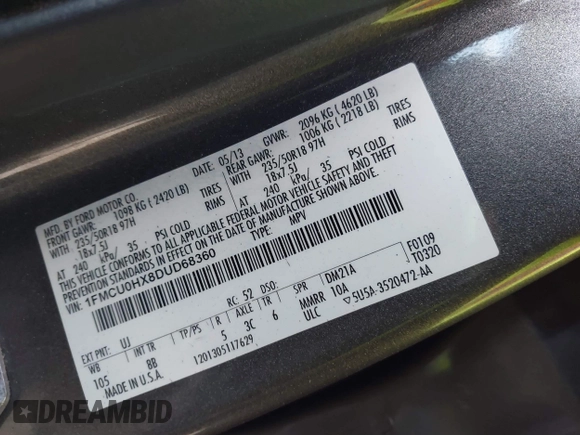 MFD. BY FORD MOTOR CO.
DATE: 05/13 GVWR: 2096 KG ( 4620 LB)
FRONT GAWR: 1098 KG ( 2420 LB) REAR GAWR: 1006 KG ( 2218 LB)
WITH 235/50R18 97H TIRES WITH 235/50R18 97H TIRES
18x7.5J RIMS 18x7.5J RIMS
AT 240 kPa/ 35 PSI COLD AT 240 kPa/ 35 PSI COLD
THIS VEHICLE CONFORMS TO ALL APPLICABLE FEDERAL MOTOR VEHICLE SAFETY AND THEFT
PREVENTION STANDARDS IN EFFECT ON THE DATE OF MANUFACTURE SHOWN ABOVE.
1FMCU0HX8DUD68360 TYPE: MPV
F0109
T0320
EXT PNT: UJ RC: 52 DSO:
WB INT TR TP/PS R AXLE TR SPR DM21A
105 8B 5 3C 6 MMRR 10A
MADE IN U.S.A. 1201305117629 ULC 5U5A-3520472-AA
DREAMBID